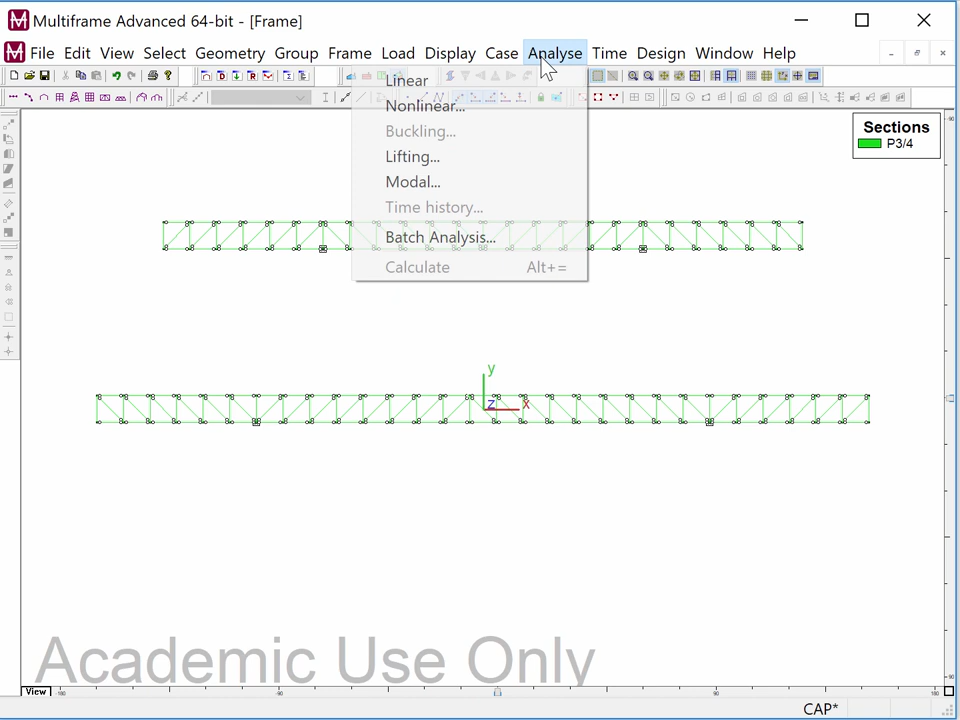 Multiframe Advanced 64-bit - [Frame]
File Edit View Select Geometry Group Frame Load Display Case Analyse Time Design Window Help
Linear
Nonlinear...
Buckling...
Lifting...
Modal...
Time history...
Batch Analysis...
Calculate Alt+=
Sections
P3/4
y
z x
Academic Use Only
View
-90
90
CAP*